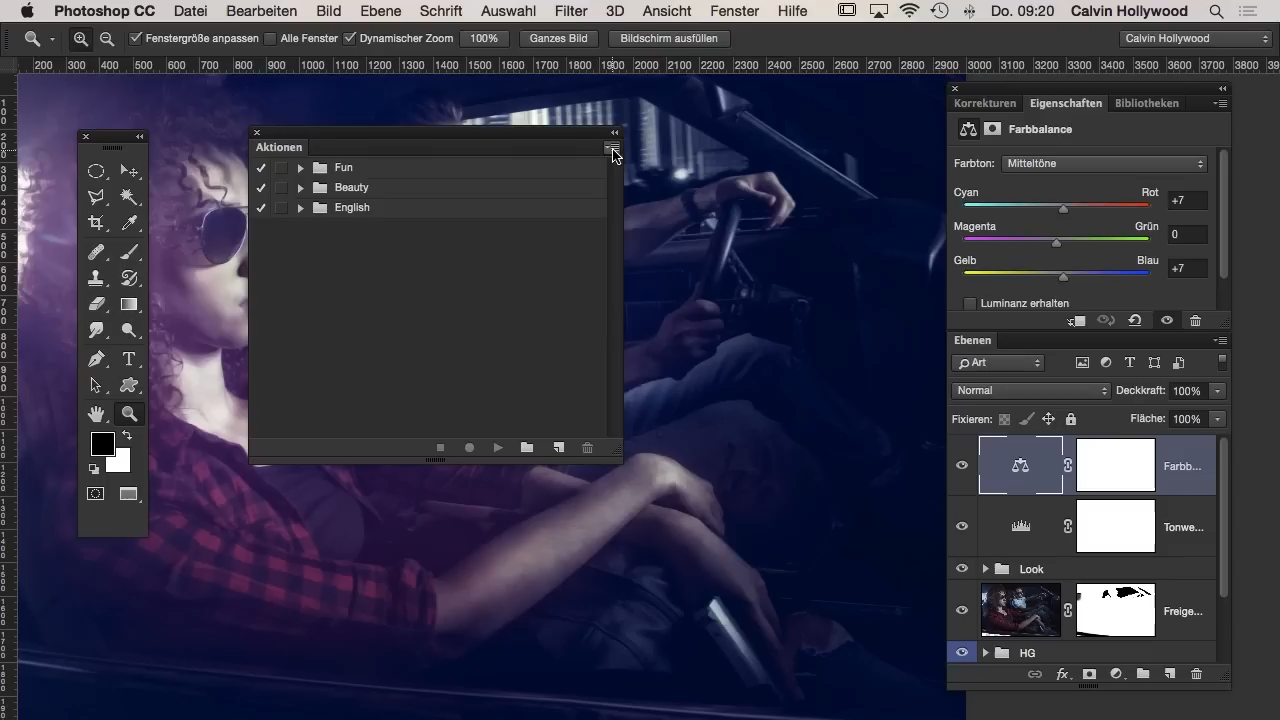 Photoshop CC Datei Bearbeiten Bild Ebene Schrift Auswahl Filter 3D Ansicht Fenster Hilfe Do. 09:20 Calvin Hollywood
Fenstergröße anpassen Alle Fenster Dynamischer Zoom 100% Ganzes Bild Bildschirm ausfüllen Calvin Hollywood
200 300 400 500 600 700 800 900 1000 1100 1200 1300 1400 1500 1600 1700 1800 1900 2000 2100 2200 2300 2400 2500 2600 2700 2800 2900 3000 3100 3200 3300 3400 3500 3600 3700 3800
Korrekturen Eigenschaften Bibliotheken
Farbbalance
Farbton: Mitteltöne
Cyan Rot +7
Magenta Grün 0
Gelb Blau +7
Luminanz erhalten
Aktionen
Fun
Beauty
English
Ebenen
Art
Normal Deckkraft: 100%
Fixieren: Fläche: 100%
Farbb...
Tonwe...
Look
Freige...
HG